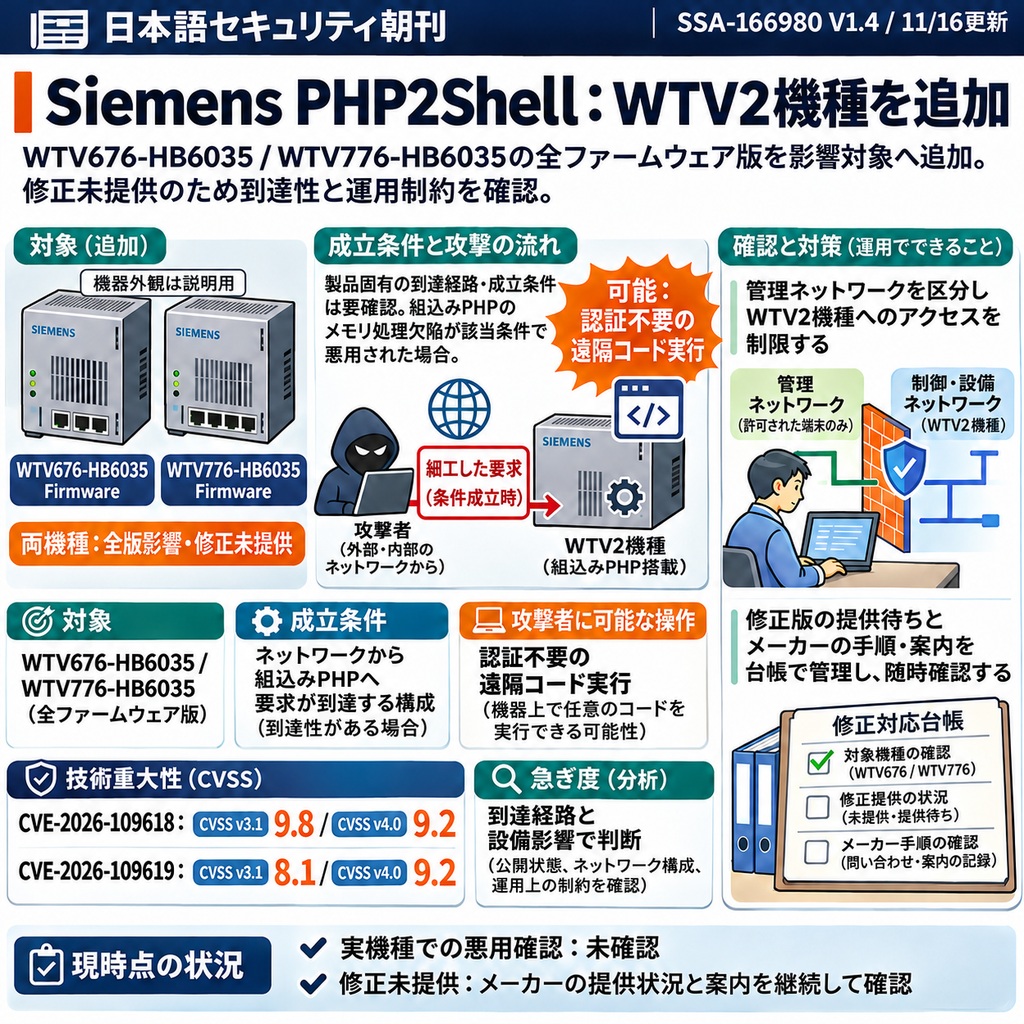 日本語セキュリティ朝刊
SSA-166980 V1.4 / 11/16更新
Siemens PHP2Shell：WTV2機種を追加
WTV676-HB6035 / WTV776-HB6035の全ファームウェア版を影響対象へ追加。
修正未提供のため到達性と運用制約を確認。
対象（追加）
機器外観は説明用
SIEMENS
SIEMENS
WTV676-HB6035
Firmware
WTV776-HB6035
Firmware
両機種：全版影響・修正未提供
成立条件と攻撃の流れ
製品固有の到達経路・成立条件
は要確認。組込みPHPの
メモリ処理欠陥が該当条件で
悪用された場合。
可能：
認証不要の
遠隔コード実行
</>
SIEMENS
細工した要求
（条件成立時）
攻撃者
（外部・内部の
ネットワークから）
WTV2機種
（組込みPHP搭載）
確認と対策（運用でできること）
管理ネットワークを区分し
WTV2機種へのアクセスを
制限する
管理
ネットワーク
（許可された端末のみ）
制御・設備
ネットワーク
（WTV2機種）
修正版の提供待ちと
メーカーの手順・案内を
台帳で管理し、随時確認する
修正対応台帳
対象機種の確認
（WTV676 / WTV776）
修正提供の状況
（未提供・提供待ち）
メーカー手順の確認
（問い合わせ・案内の記録）
対象
WTV676-HB6035 /
WTV776-HB6035
（全ファームウェア版）
成立条件
ネットワークから
組込みPHPへ
要求が到達する構成
（到達性がある場合）
攻撃者に可能な操作
認証不要の
遠隔コード実行
（機器上で任意のコードを
実行できる可能性）
技術重大性（CVSS）
CVE-2026-109618： CVSS v3.1 9.8 / CVSS v4.0 9.2
CVE-2026-109619： CVSS v3.1 8.1 / CVSS v4.0 9.2
急ぎ度（分析）
到達経路と
設備影響で判断
（公開状態、ネットワーク構成、
運用上の制約を確認）
現時点の状況
実機種での悪用確認：未確認
修正未提供：メーカーの提供状況と案内を継続して確認